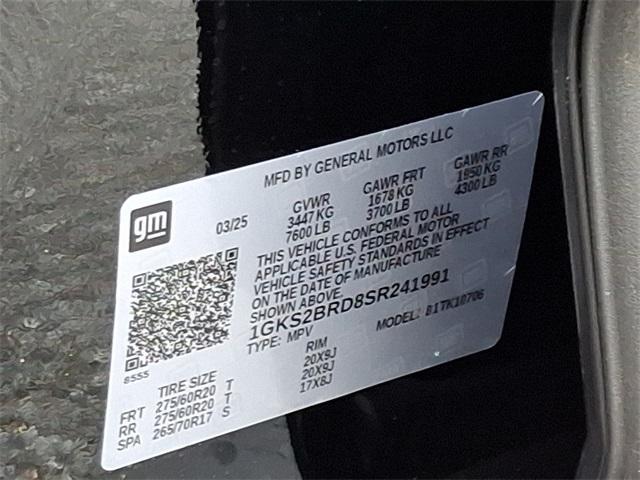 MFD BY GENERAL MOTORS LLC
gm
03/25
GVWR
3447 KG
7600 LB
GAWR FRT
1678 KG
3700 LB
GAWR RR
1950 KG
4300 LB
THIS VEHICLE CONFORMS TO ALL
APPLICABLE U.S. FEDERAL MOTOR
VEHICLE SAFETY STANDARDS IN EFFECT
ON THE DATE OF MANUFACTURE
SHOWN ABOVE.
1GKS2BRD8SR241991
TYPE: MPV
MODEL: B1TK10706
8555
TIRE SIZE RIM
FRT 275/60R20 T 20X9J
RR 275/60R20 T 20X9J
SPA 265/70R17 S 17X8J